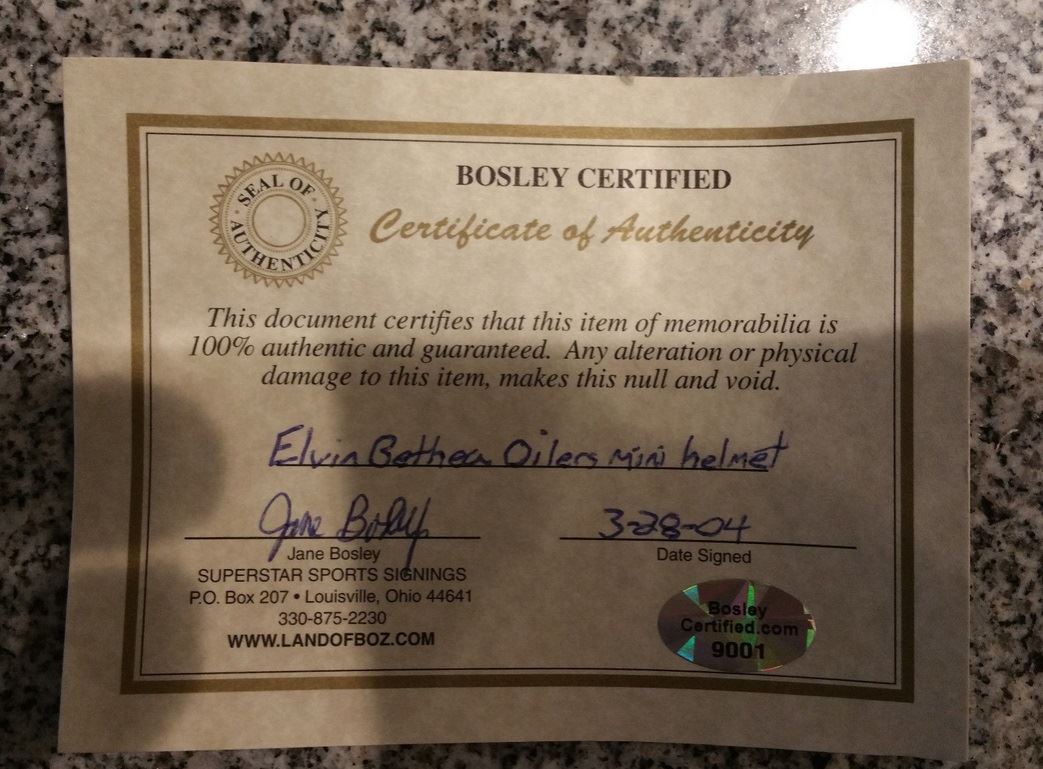 SEAL OF AUTHENTICITY
BOSLEY CERTIFIED
Certificate of Authenticity
This document certifies that this item of memorabilia is
100% authentic and guaranteed. Any alteration or physical
damage to this item, makes this null and void.
Elvin Bethea Oilers mini helmet
Jane Bosley
3-28-04
Jane Bosley
Date Signed
SUPERSTAR SPORTS SIGNINGS
P.O. Box 207 • Louisville, Ohio 44641
330-875-2230
WWW.LANDOFBOZ.COM
Bosley
Certified.com
9001